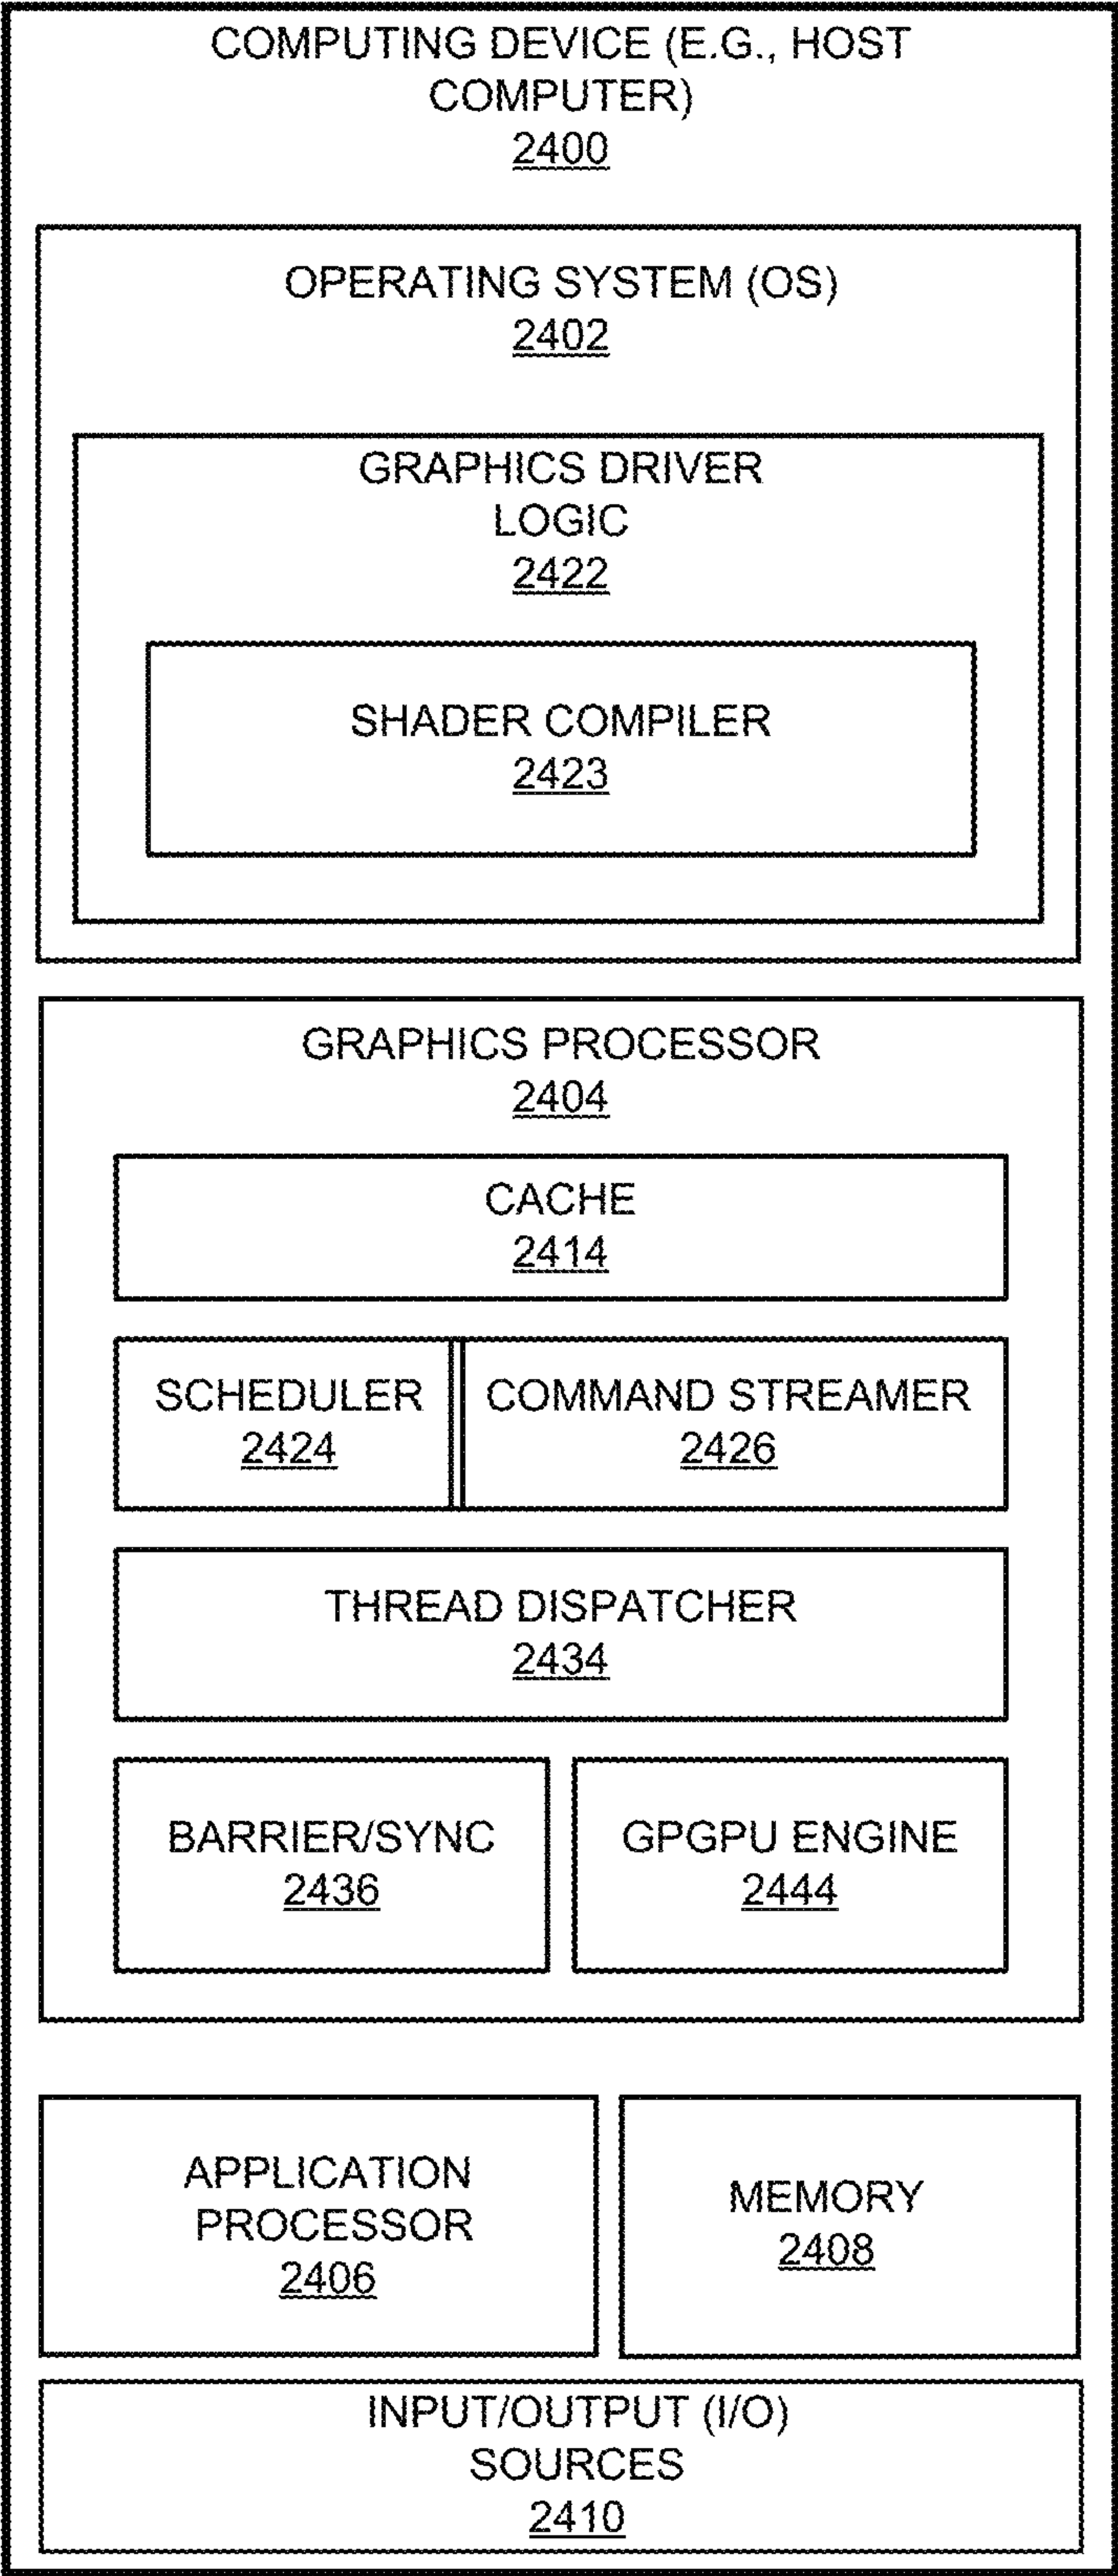 COMPUTING DEVICE (E.G., HOST
COMPUTER)
2400
OPERATING SYSTEM (OS)
2402
GRAPHICS DRIVER
LOGIC
2422
SHADER COMPILER
2423
GRAPHICS PROCESSOR
2404
CACHE
2414
SCHEDULER
2424
COMMAND STREAMER
2426
THREAD DISPATCHER
2434
BARRIER/SYNC
2436
GPGPU ENGINE
2444
APPLICATION
PROCESSOR
2406
MEMORY
2408
INPUT/OUTPUT (I/O)
SOURCES
2410